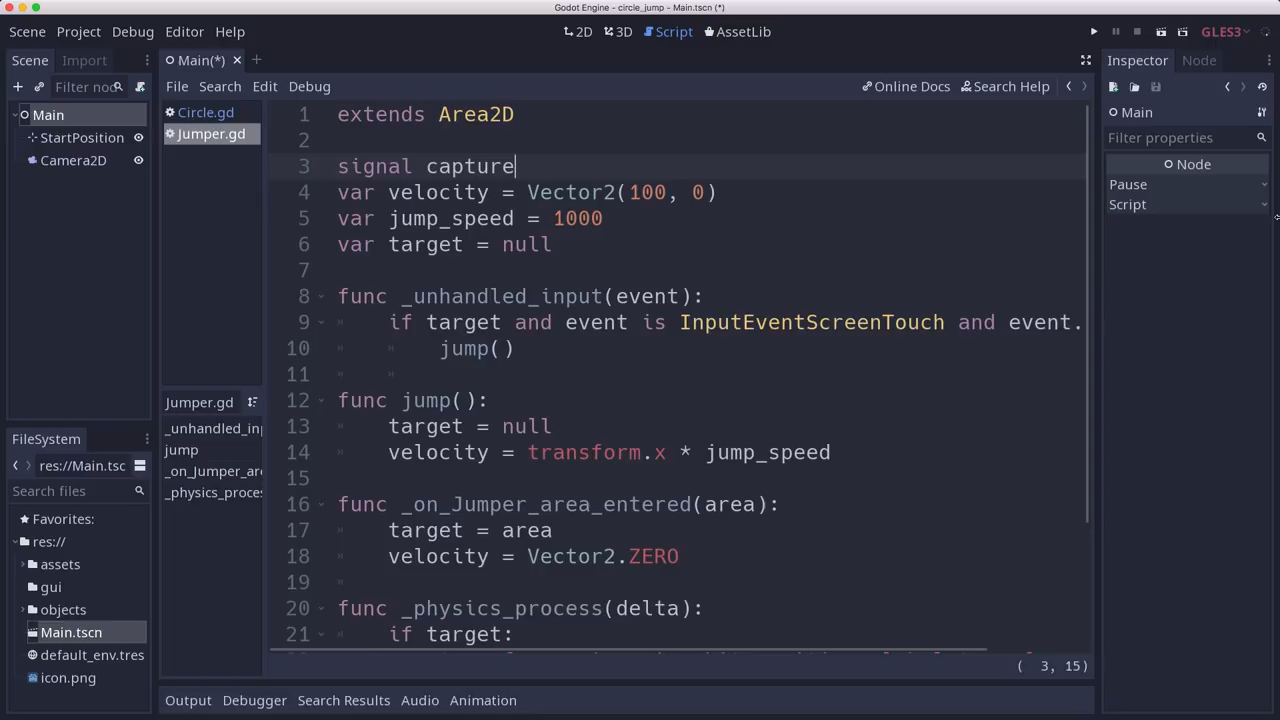 Godot Engine - circle_jump - Main.tscn (*)
Scene Project Debug Editor Help
2D 3D Script AssetLib
GLES3
Scene Import
Filter nod
Main
StartPosition
Camera2D
FileSystem
res://Main.tsc
Search files
Favorites:
res://
assets
gui
objects
Main.tscn
default_env.tres
icon.png
Main(*)
File Search Edit Debug
Online Docs Search Help
Circle.gd
Jumper.gd
Jumper.gd
_unhandled_inp
jump
_on_Jumper_are
_physics_proces
1 extends Area2D
2
3 signal capture
4 var velocity = Vector2(100, 0)
5 var jump_speed = 1000
6 var target = null
7
8 func _unhandled_input(event):
9 if target and event is InputEventScreenTouch and event.
10 jump()
11
12 func jump():
13 target = null
14 velocity = transform.x * jump_speed
15
16 func _on_Jumper_area_entered(area):
17 target = area
18 velocity = Vector2.ZERO
19
20 func _physics_process(delta):
21 if target:
( 3, 15)
Output Debugger Search Results Audio Animation
Inspector Node
Main
Filter properties
Node
Pause
Script